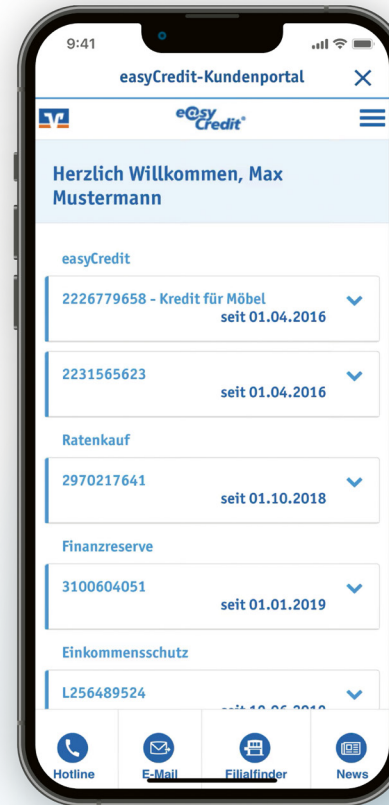 9:41
easyCredit-Kundenportal
e@sy
Credit®
Herzlich Willkommen, Max
Mustermann
easyCredit
2226779658 - Kredit für Möbel
seit 01.04.2016
2231565623
seit 01.04.2016
Ratenkauf
2970217641
seit 01.10.2018
Finanzreserve
3100604051
seit 01.01.2019
Einkommensschutz
L256489524
Hotline E-Mail Filialfinder News